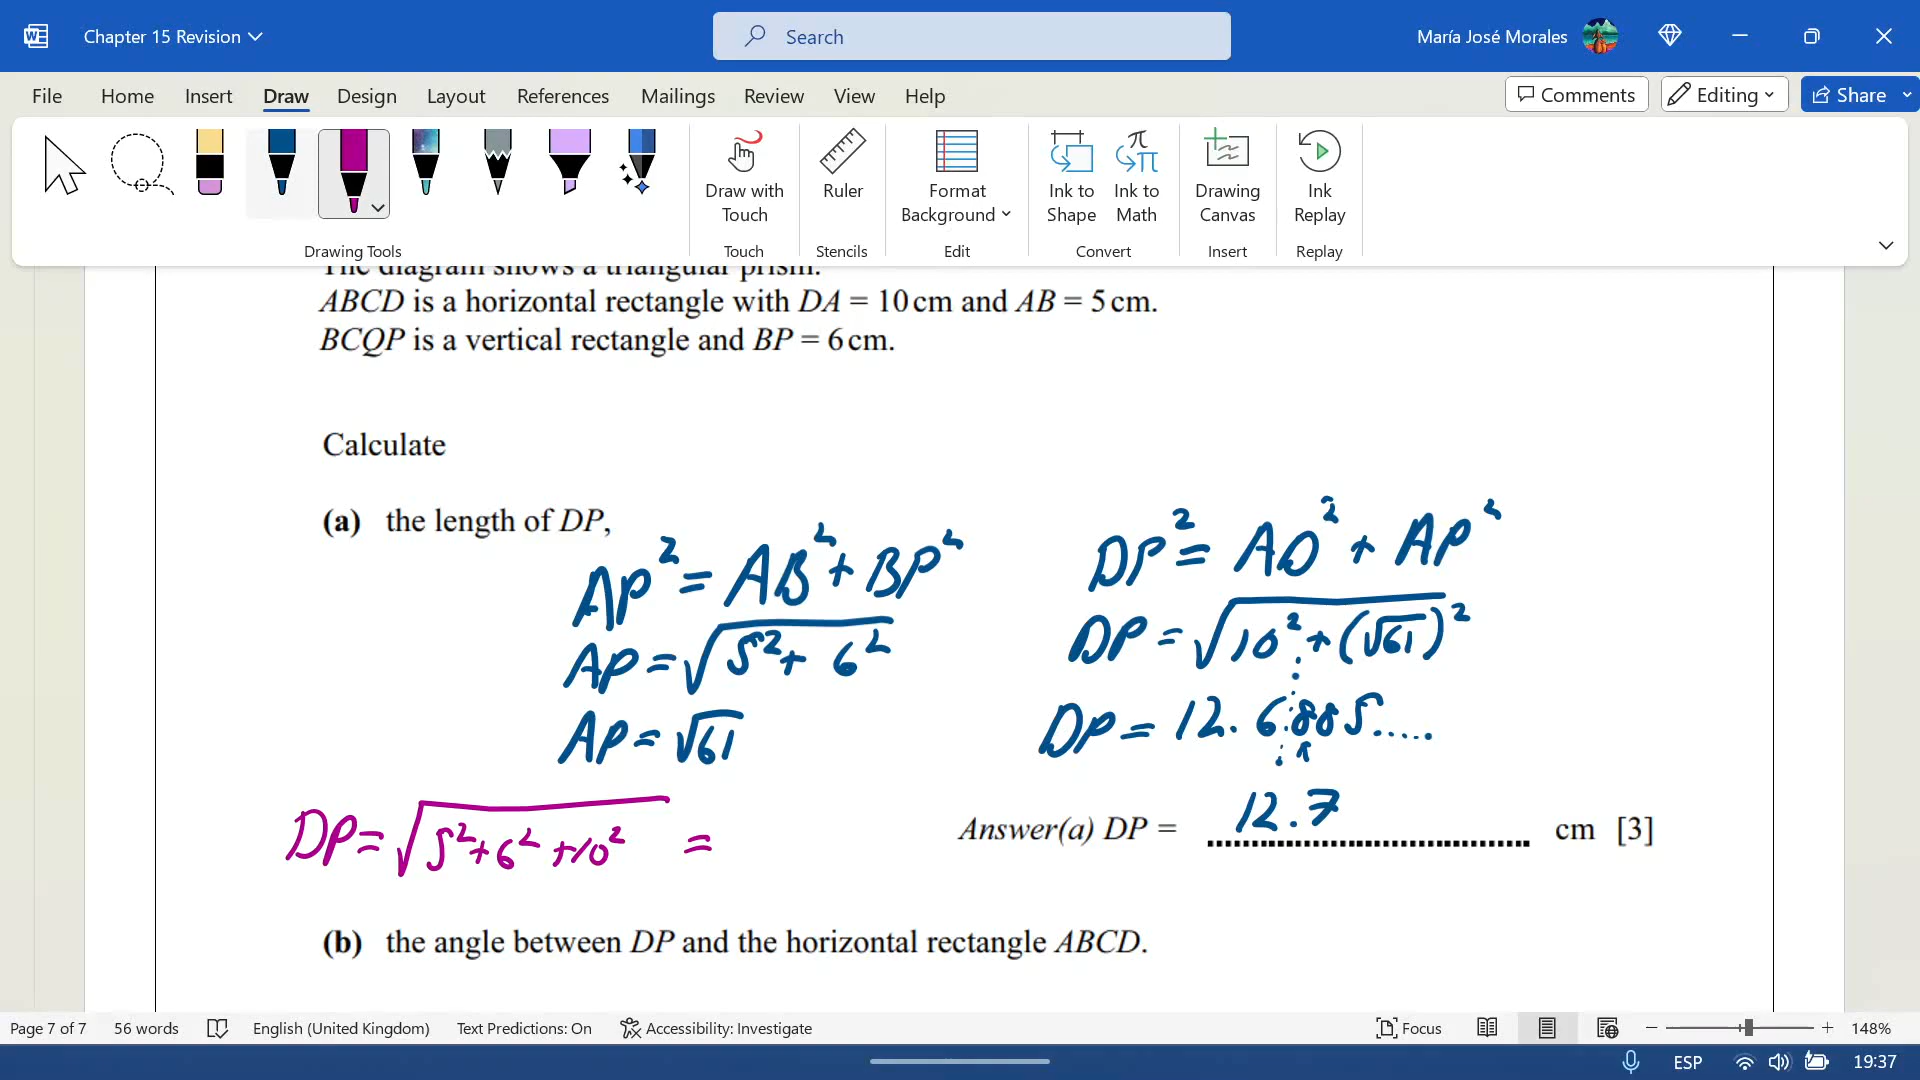 Chapter 15 Revision
Search
María José Morales
File Home Insert Draw Design Layout References Mailings Review View Help
Comments Editing Share
Draw with Touch
Ruler
Format Background
Ink to Shape
Ink to Math
Drawing Canvas
Ink Replay
Drawing Tools Touch Stencils Edit Convert Insert Replay
The diagram shows a triangular prism.
ABCD is a horizontal rectangle with DA = 10 cm and AB = 5 cm.
BCQP is a vertical rectangle and BP = 6 cm.
Calculate
(a) the length of DP,
AP² = AB² + BP²
AP = √5² + 6²
AP = √61
DP² = AD² + AP²
DP = √10² + (√61)²
DP = 12.6885.....
12.7
DP = √5² + 6² + 10² =
Answer(a) DP = ................................ cm [3]
(b) the angle between DP and the horizontal rectangle ABCD.
Page 7 of 7 56 words English (United Kingdom) Text Predictions: On Accessibility: Investigate Focus 148%
ESP 19:37